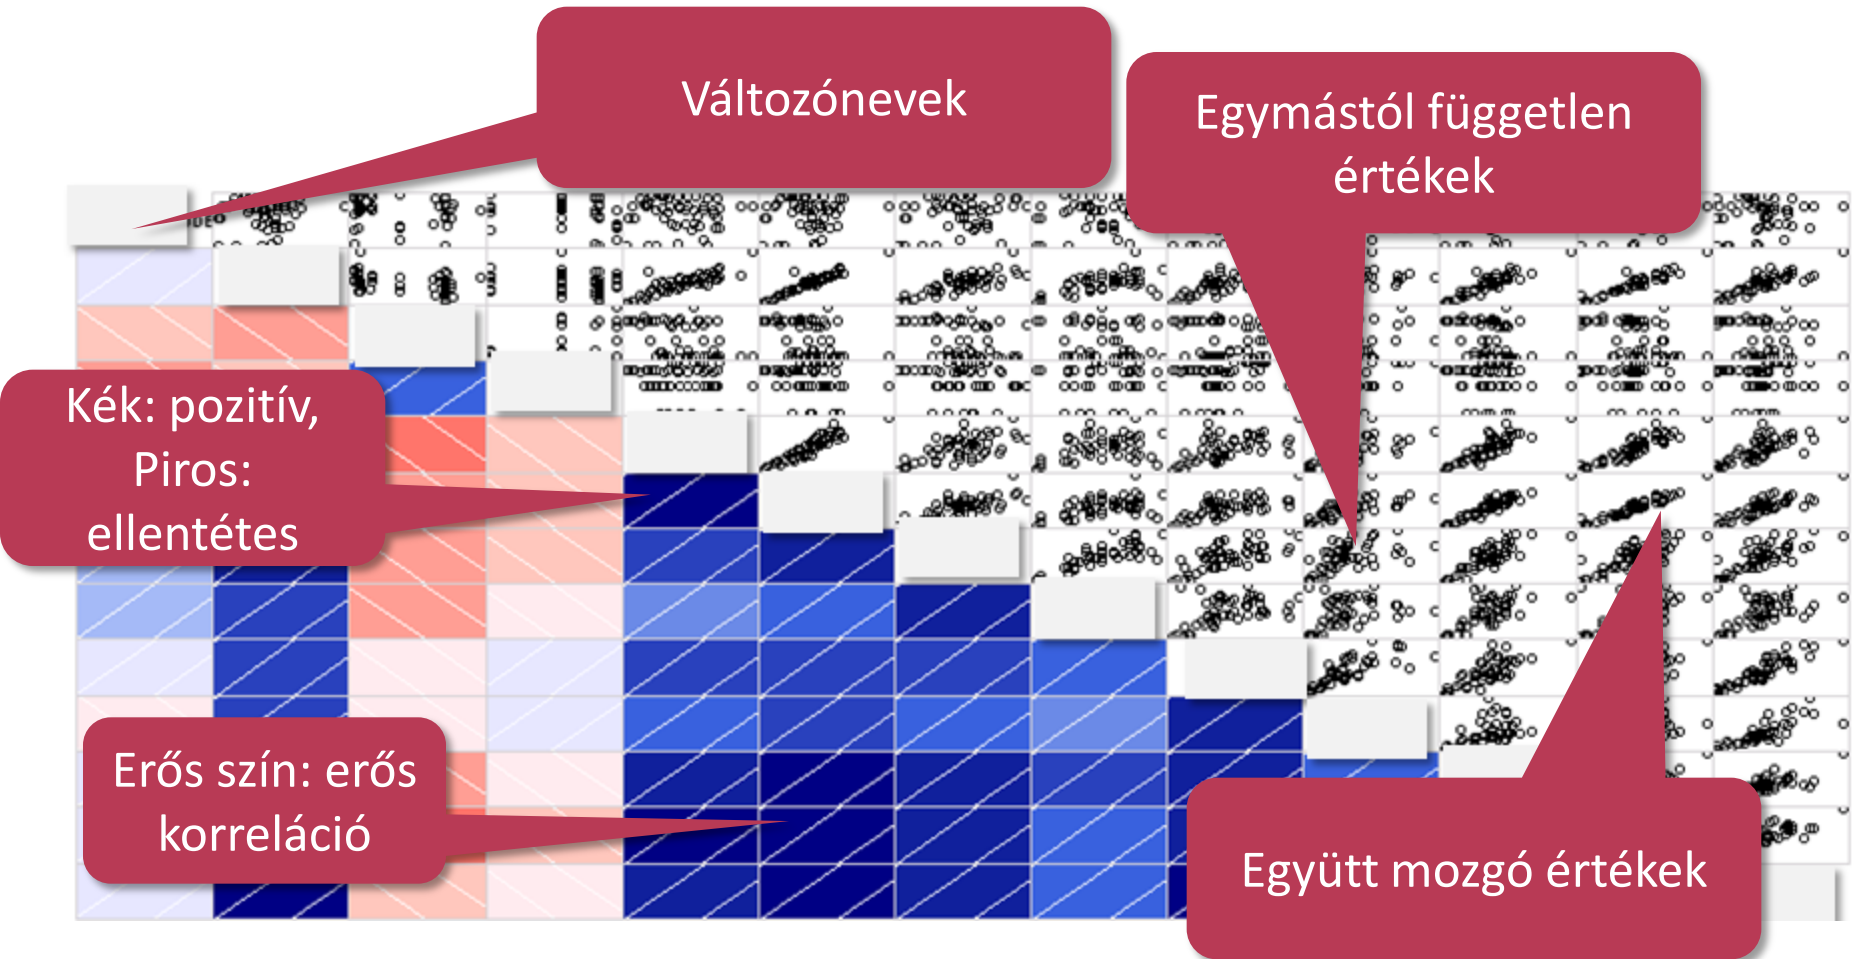 Változónevek
Egymástól független
értékek
Kék: pozitív,
Piros:
ellentétes
Erős szín: erős
korreláció
Együtt mozgó értékek